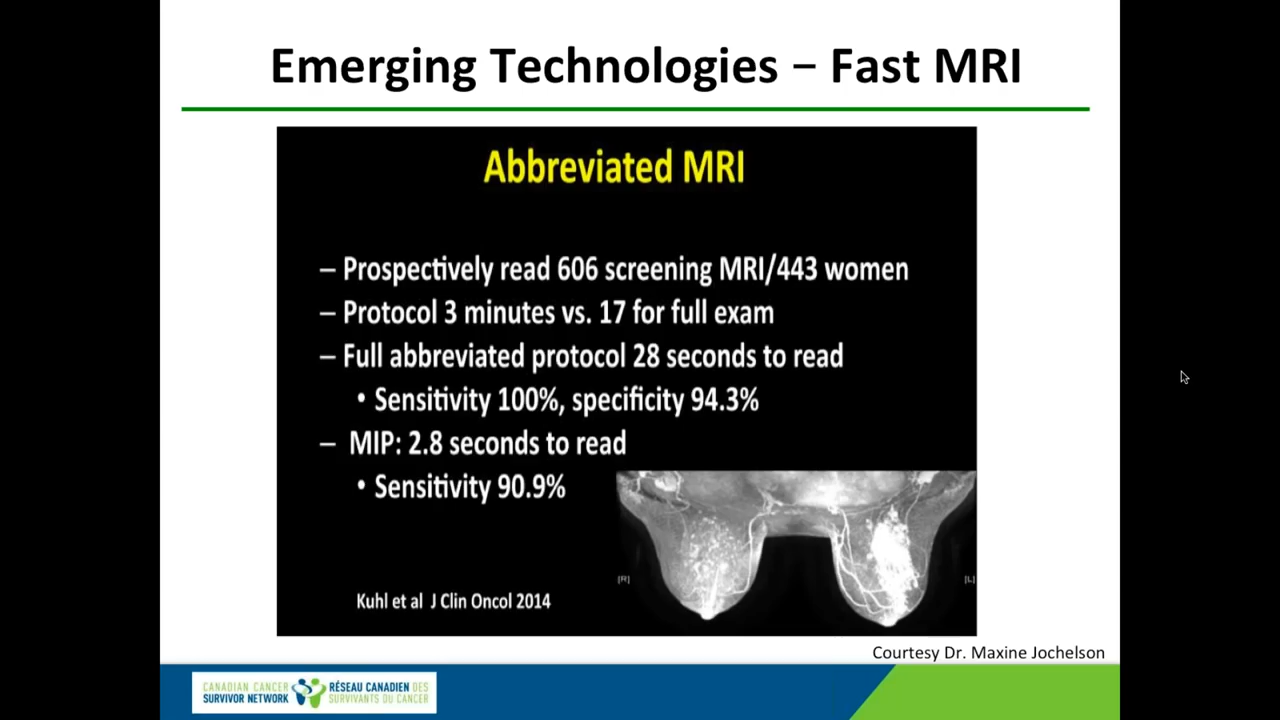 Emerging Technologies – Fast MRI
Abbreviated MRI
– Prospectively read 606 screening MRI/443 women
– Protocol 3 minutes vs. 17 for full exam
– Full abbreviated protocol 28 seconds to read
• Sensitivity 100%, specificity 94.3%
– MIP: 2.8 seconds to read
• Sensitivity 90.9%
[R]
[L]
Kuhl et al J Clin Oncol 2014
Courtesy Dr. Maxine Jochelson
CANADIAN CANCER
SURVIVOR NETWORK
RÉSEAU CANADIEN DES
SURVIVANTS DU CANCER